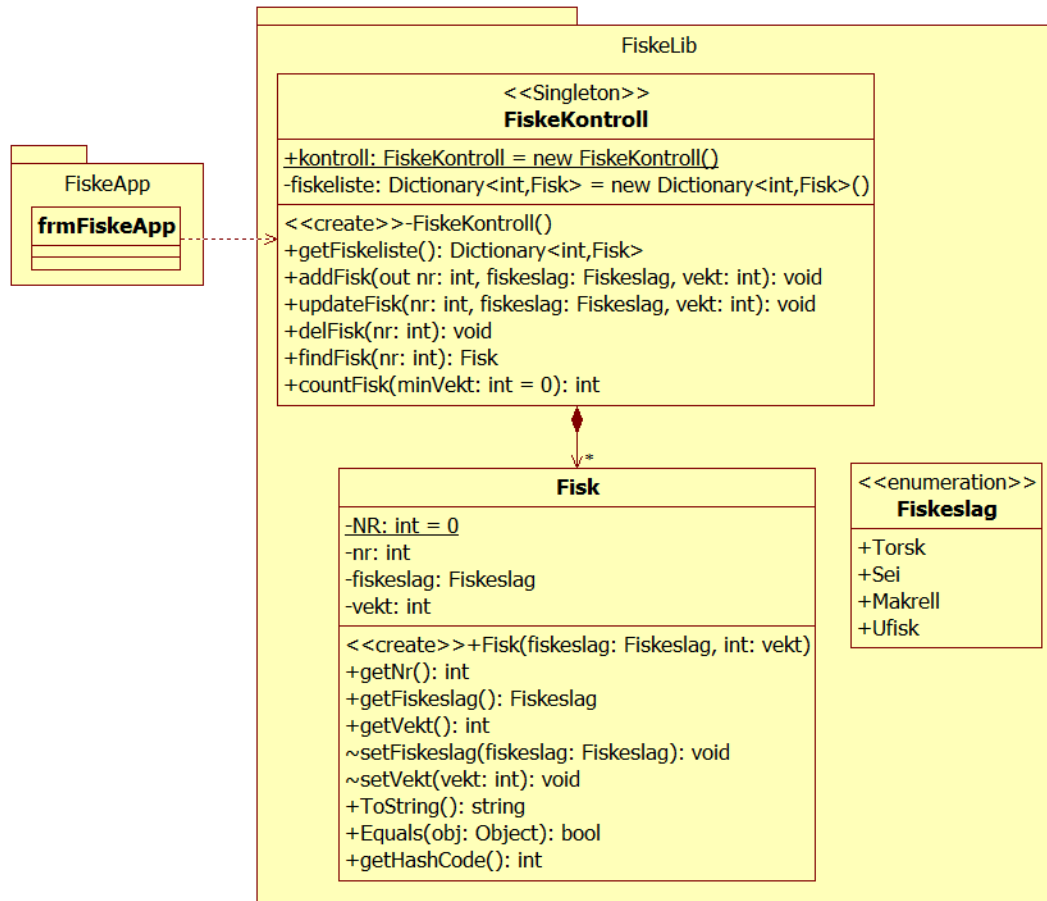 FiskeLib
<<Singleton>>
FiskeKontroll
+kontroll: FiskeKontroll = new FiskeKontroll()
-fiskeliste: Dictionary<int,Fisk> = new Dictionary<int,Fisk>()
<<create>>-FiskeKontroll()
+getFiskeliste(): Dictionary<int,Fisk>
+addFisk(out nr: int, fiskeslag: Fiskeslag, vekt: int): void
+updateFisk(nr: int, fiskeslag: Fiskeslag, vekt: int): void
+delFisk(nr: int): void
+findFisk(nr: int): Fisk
+countFisk(minVekt: int = 0): int
FiskeApp
frmFiskeApp
*
Fisk
-NR: int = 0
-nr: int
-fiskeslag: Fiskeslag
-vekt: int
<<create>>+Fisk(fiskeslag: Fiskeslag, int: vekt)
+getNr(): int
+getFiskeslag(): Fiskeslag
+getVekt(): int
~setFiskeslag(fiskeslag: Fiskeslag): void
~setVekt(vekt: int): void
+ToString(): string
+Equals(obj: Object): bool
+getHashCode(): int
<<enumeration>>
Fiskeslag
+Torsk
+Sei
+Makrell
+Ufisk